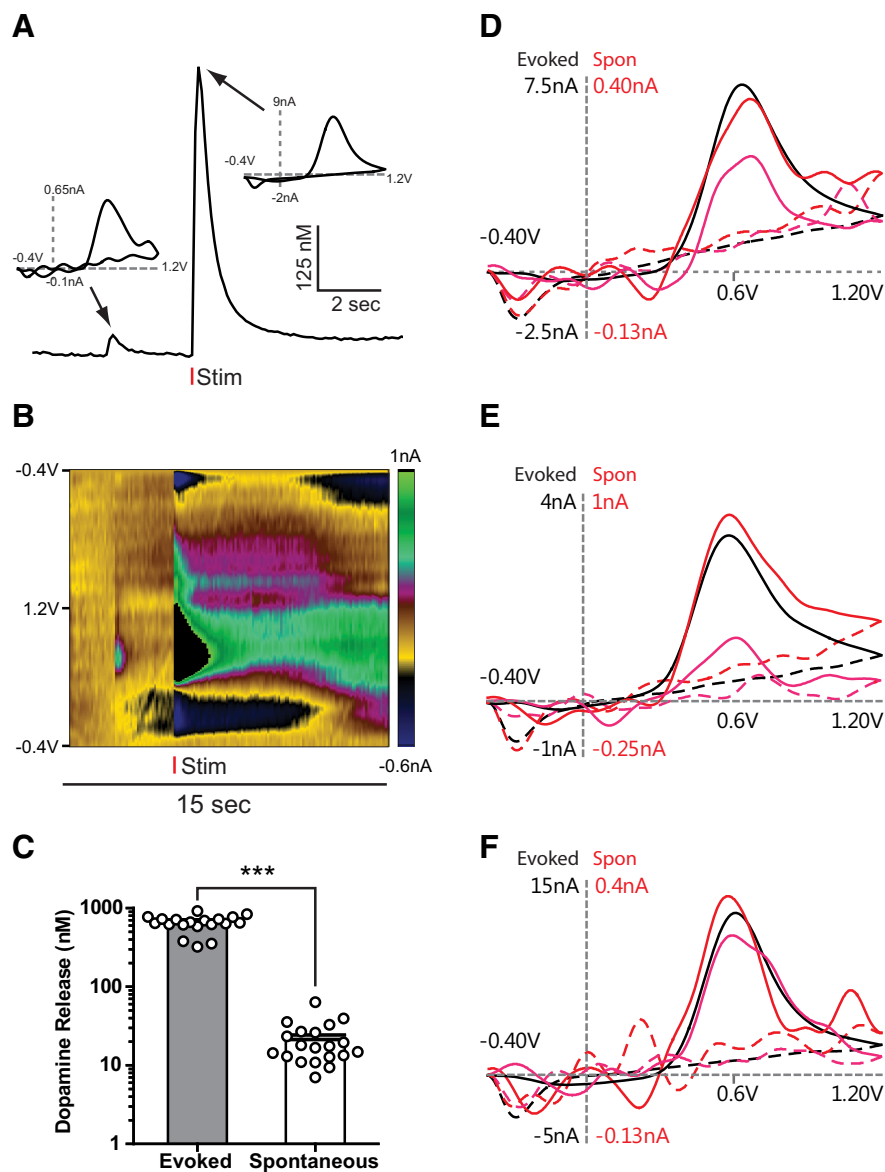 A
9nA
-0.4V
1.2V
-2nA
0.65nA
-0.4V
1.2V
-0.1nA
125 nM
2 sec
Stim
B
1nA
-0.4V
1.2V
-0.4V
-0.6nA
Stim
15 sec
C
***
Dopamine Release (nM)
1000
100
10
1
Evoked
Spontaneous
D
Evoked Spon
7.5nA 0.40nA
-0.40V
0.6V
1.20V
-2.5nA -0.13nA
E
Evoked Spon
4nA 1nA
-0.40V
0.6V
1.20V
-1nA -0.25nA
F
Evoked Spon
15nA 0.4nA
-0.40V
0.6V
1.20V
-5nA -0.13nA